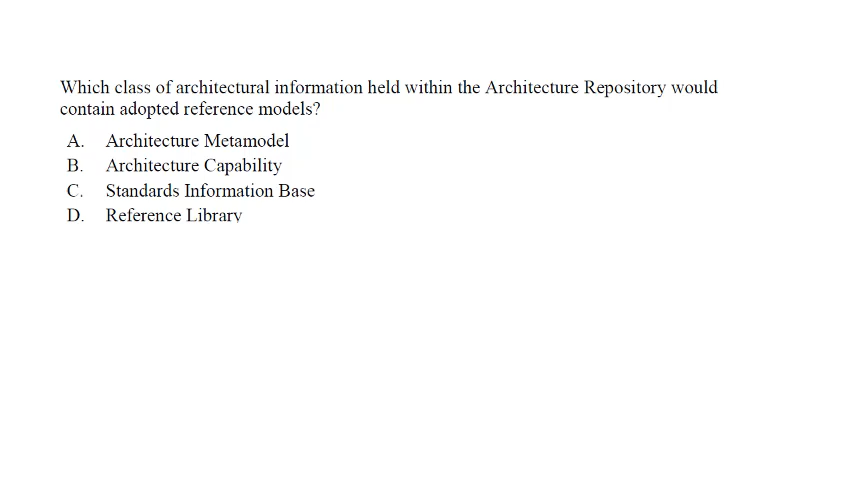 Which class of architectural information held within the Architecture Repository would
contain adopted reference models?
A. Architecture Metamodel
B. Architecture Capability
C. Standards Information Base
D. Reference Library